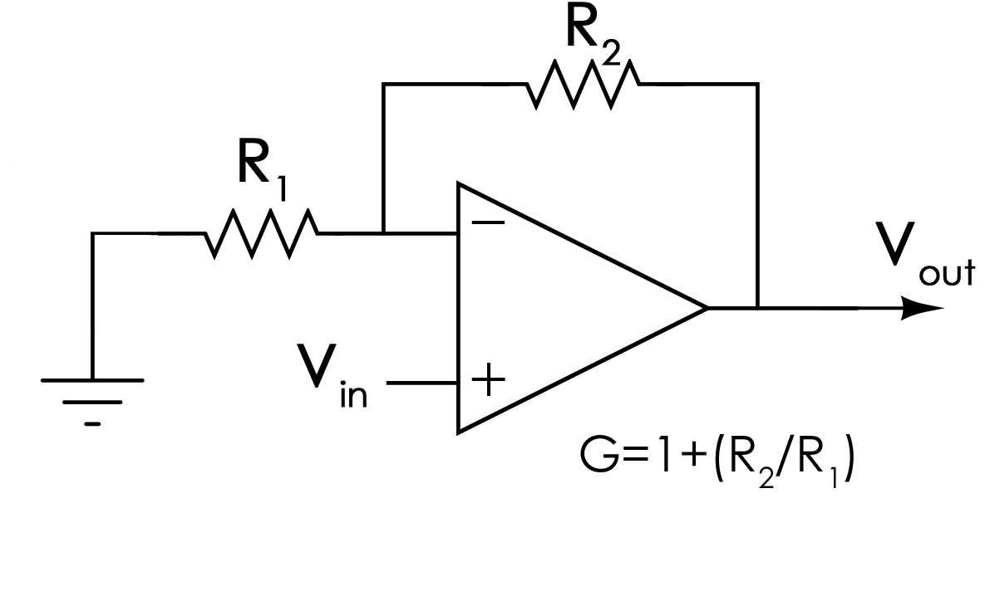 R2
R1
−
Vout
Vin
+
G=1+(R2/R1)